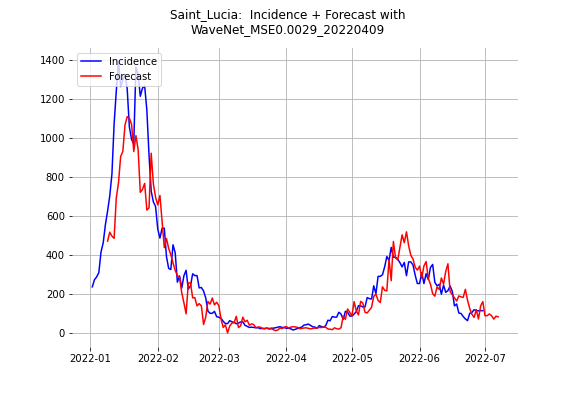 Saint_Lucia:  Incidence + Forecast with
WaveNet_MSE0.0029_20220409
Incidence
Forecast
1400
1200
1000
800
600
400
200
0
2022-01 2022-02 2022-03 2022-04 2022-05 2022-06 2022-07